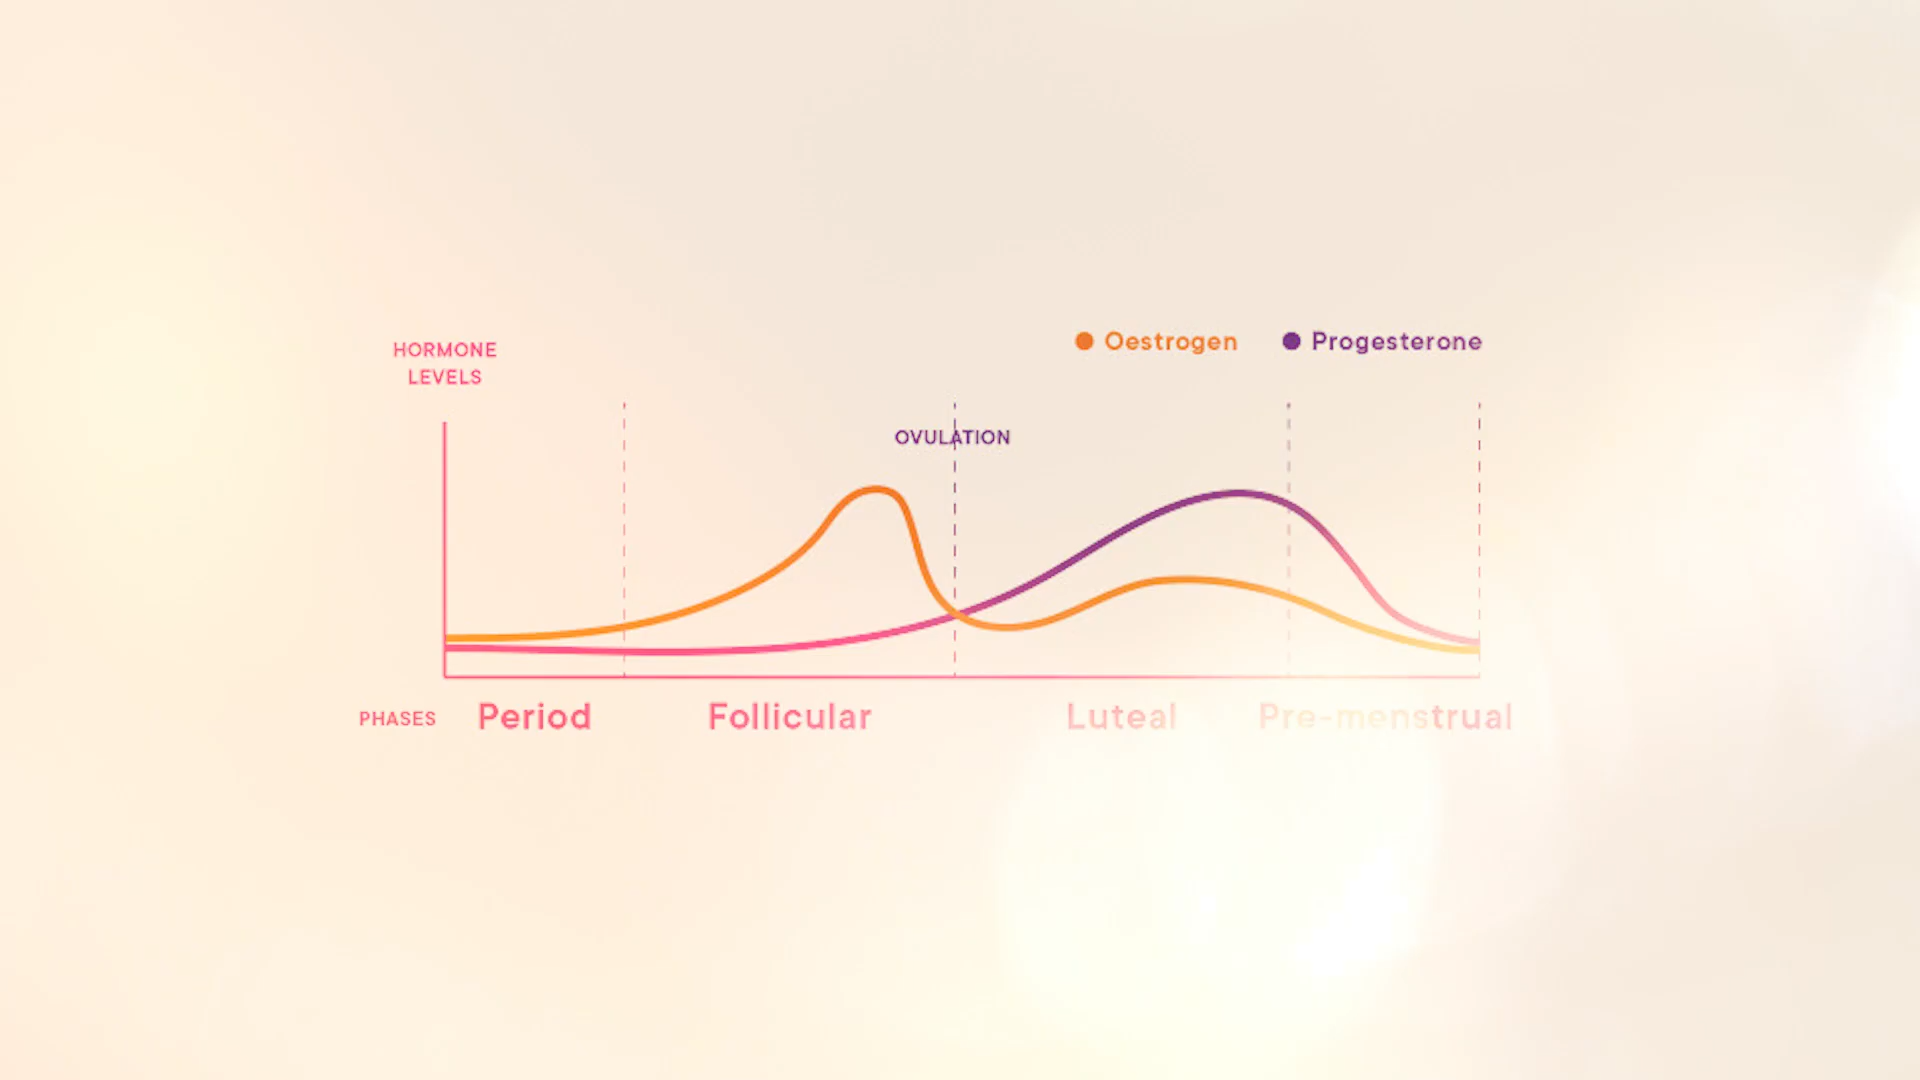 HORMONE
LEVELS
Oestrogen
Progesterone
OVULATION
PHASES
Period
Follicular
Luteal
Pre-menstrual